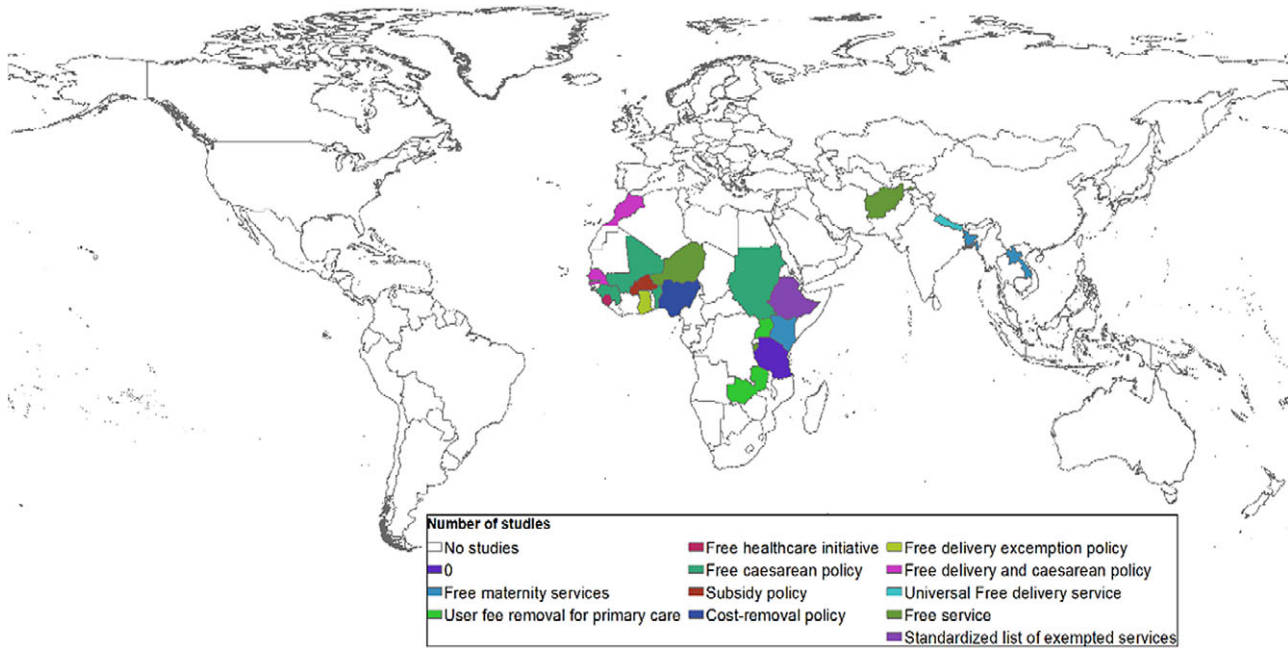 Number of studies
No studies
0
Free maternity services
User fee removal for primary care
Free healthcare initiative
Free caesarean policy
Subsidy policy
Cost-removal policy
Free delivery excemption policy
Free delivery and caesarean policy
Universal Free delivery service
Free service
Standardized list of exempted services